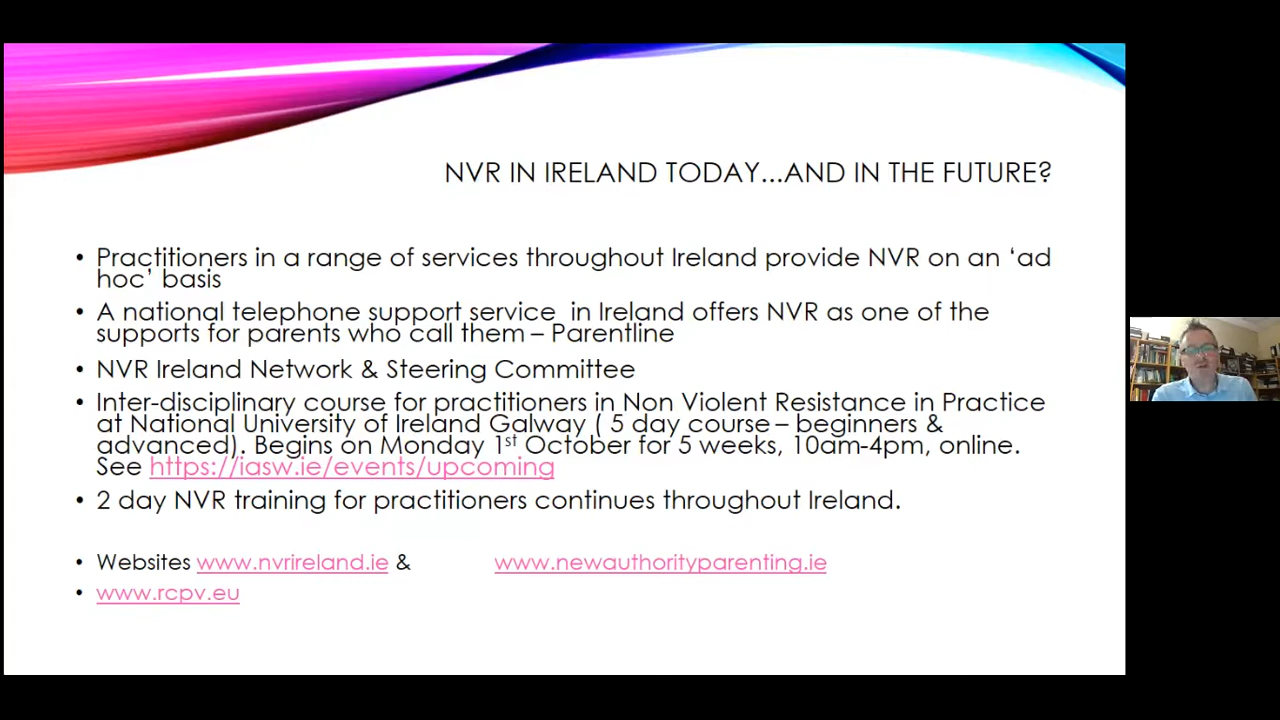 NVR IN IRELAND TODAY...AND IN THE FUTURE?
• Practitioners in a range of services throughout Ireland provide NVR on an ‘ad
hoc’ basis
• A national telephone support service in Ireland offers NVR as one of the
supports for parents who call them – Parentline
• NVR Ireland Network & Steering Committee
• Inter-disciplinary course for practitioners in Non Violent Resistance in Practice
at National University of Ireland Galway ( 5 day course – beginners &
advanced). Begins on Monday 1st October for 5 weeks, 10am-4pm, online.
See https://iasw.ie/events/upcoming
• 2 day NVR training for practitioners continues throughout Ireland.
• Websites www.nvrireland.ie & www.newauthorityparenting.ie
• www.rcpv.eu